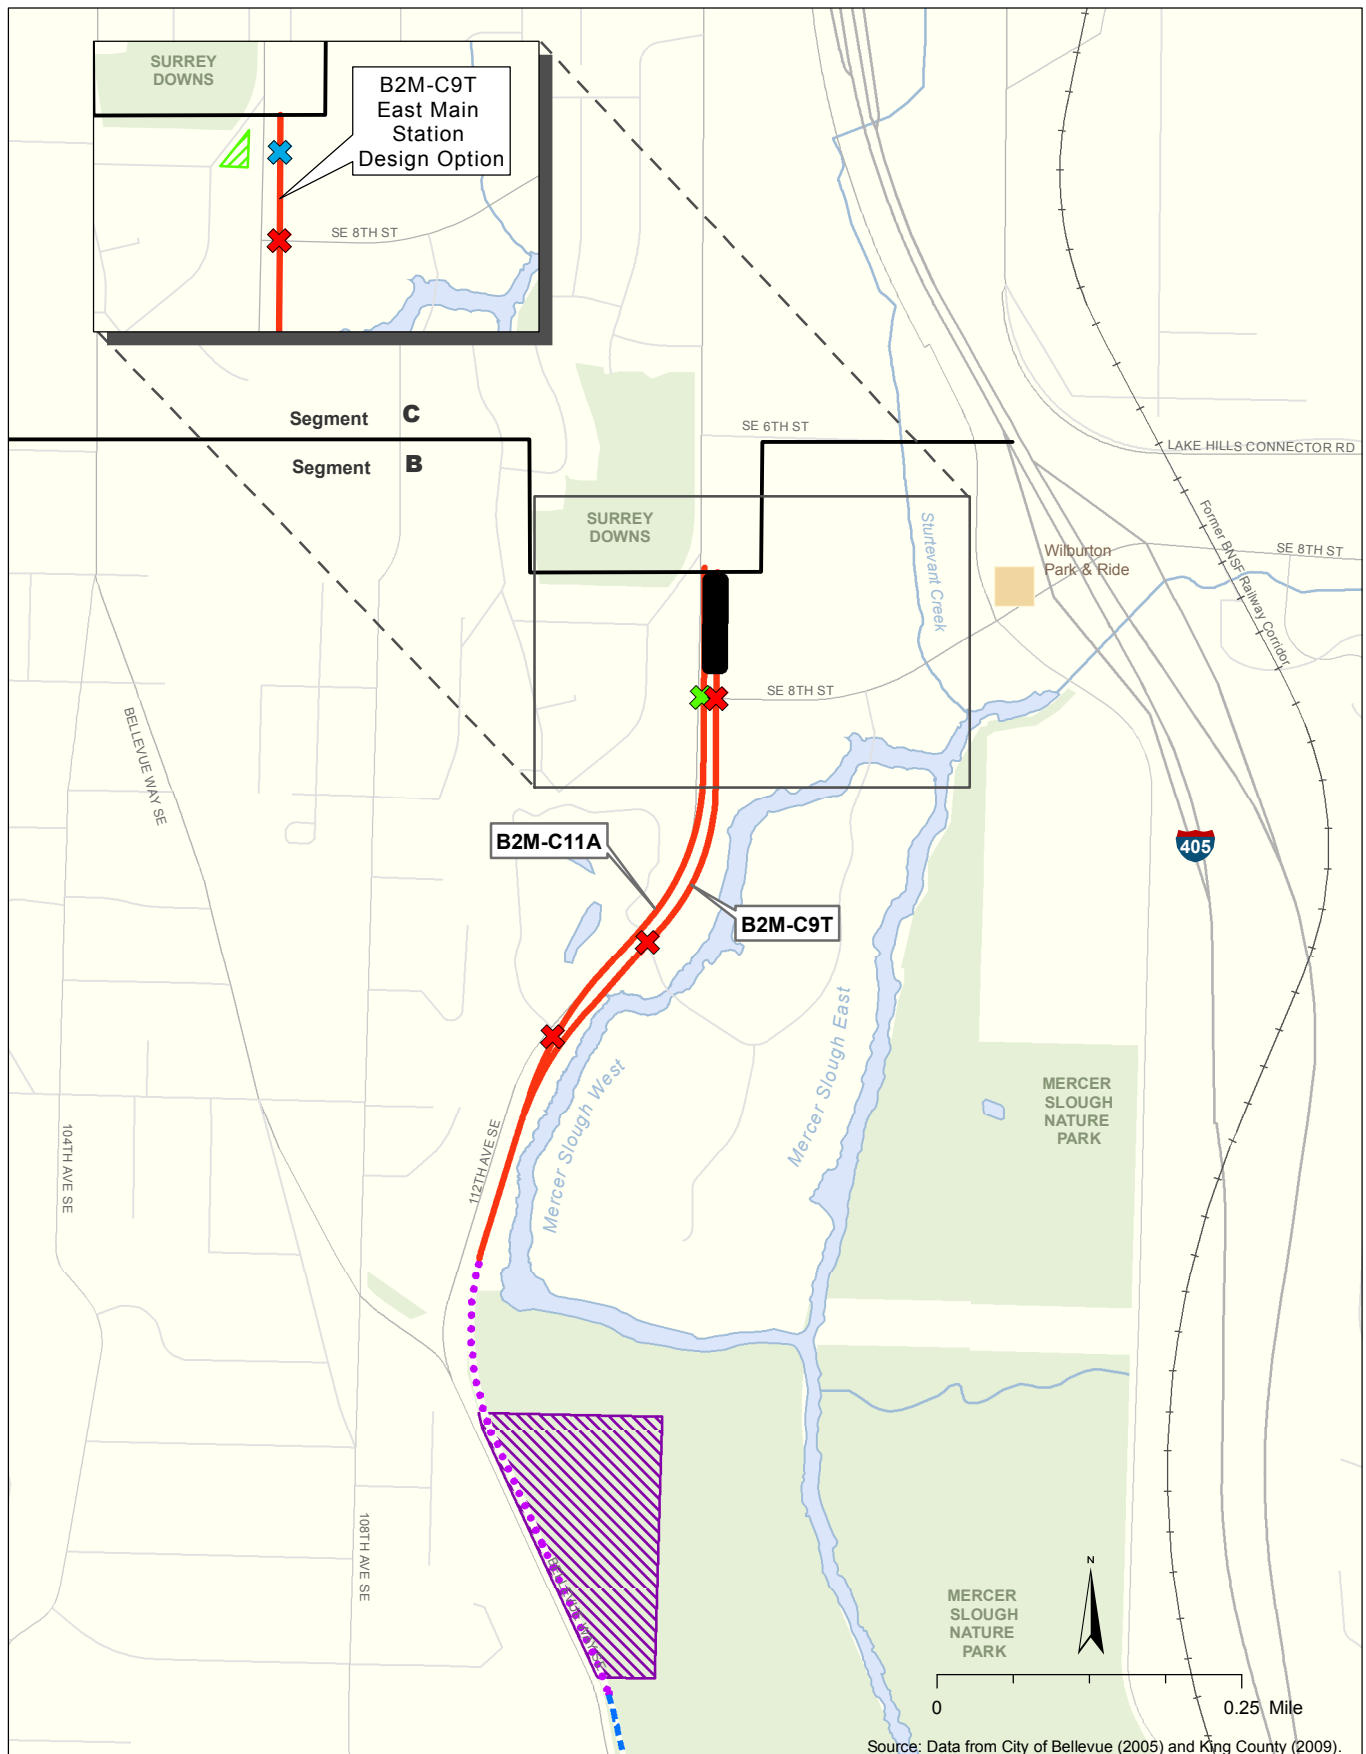 SURREY
DOWNS
B2M-C9T
East Main
Station
Design Option
SE 8TH ST
Segment C
Segment B
SE 6TH ST
LAKE HILLS CONNECTOR RD
SURREY
DOWNS
Sturtevant Creek
Wilburton
Park & Ride
Former BNSF Railway Corridor
SE 8TH ST
SE 8TH ST
BELLEVUE WAY SE
B2M-C11A
405
B2M-C9T
Mercer Slough East
Mercer Slough West
MERCER
SLOUGH
NATURE
PARK
104TH AVE SE
112TH AVE SE
108TH AVE SE
BELLEVUE WAY SE
MERCER
SLOUGH
NATURE
PARK
N
0 0.25 Mile
Source: Data from City of Bellevue (2005) and King County (2009).